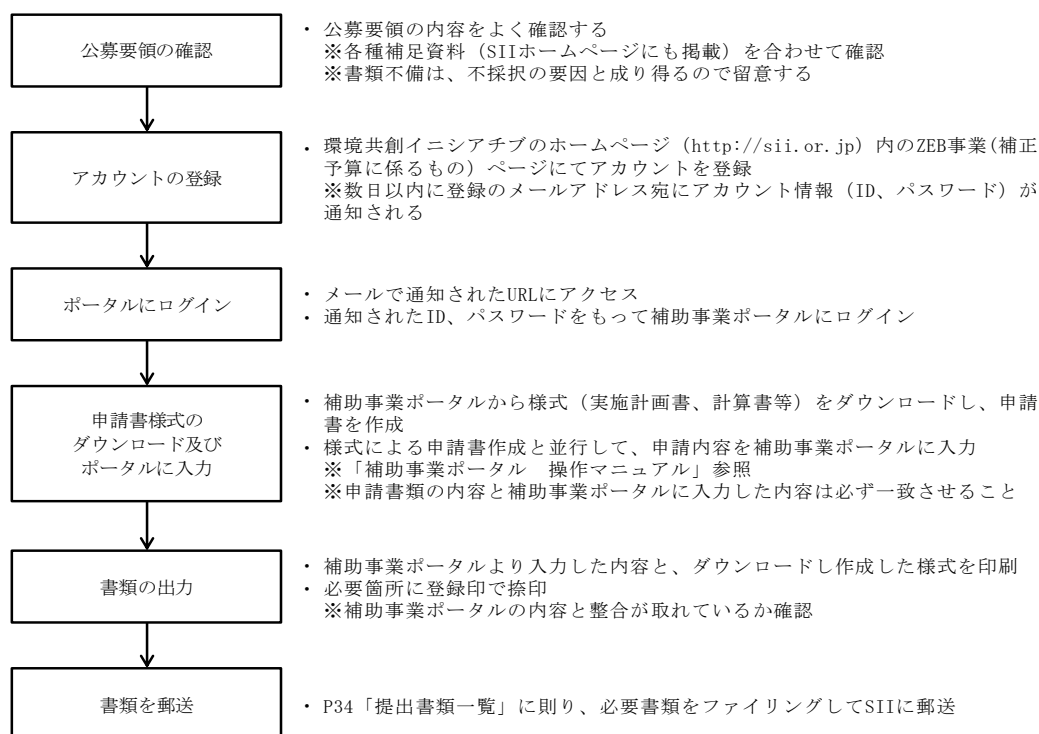 公募要領の確認
・ 公募要領の内容をよく確認する
※各種補足資料（SIIホームページにも掲載）を合わせて確認
※書類不備は、不採択の要因と成り得るので留意する
アカウントの登録
・ 環境共創イニシアチブのホームページ（http://sii.or.jp）内のZEB事業(補正
予算に係るもの）ページにてアカウントを登録
※数日以内に登録のメールアドレス宛にアカウント情報（ID、パスワード）が
通知される
ポータルにログイン
・ メールで通知されたURLにアクセス
・ 通知されたID、パスワードをもって補助事業ポータルにログイン
申請書様式の
ダウンロード及び
ポータルに入力
・ 補助事業ポータルから様式（実施計画書、計算書等）をダウンロードし、申請
書を作成
・ 様式による申請書作成と並行して、申請内容を補助事業ポータルに入力
※「補助事業ポータル　操作マニュアル」参照
※申請書類の内容と補助事業ポータルに入力した内容は必ず一致させること
書類の出力
・ 補助事業ポータルより入力した内容と、ダウンロードし作成した様式を印刷
・ 必要箇所に登録印で捺印
※補助事業ポータルの内容と整合が取れているか確認
書類を郵送
・ P34「提出書類一覧」に則り、必要書類をファイリングしてSIIに郵送